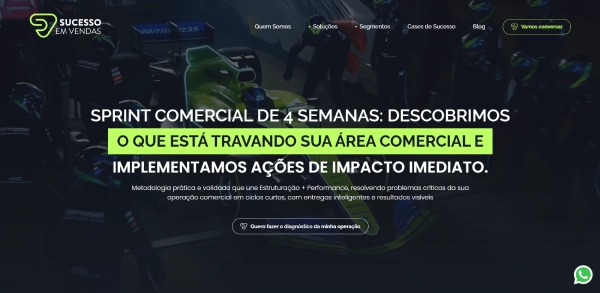 SUCESSO
EM VENDAS
Quem Somos
+ Soluções
+ Segmentos
Cases de Sucesso
Blog
Vamos conversar
SPRINT COMERCIAL DE 4 SEMANAS: DESCOBRIMOS
O QUE ESTÁ TRAVANDO SUA ÁREA COMERCIAL E
IMPLEMENTAMOS AÇÕES DE IMPACTO IMEDIATO.
Metodologia prática e validada que une Estruturação + Performance, resolvendo problemas críticos da sua
operação comercial em ciclos curtos, com entregas inteligentes e resultados visíveis
Quero fazer o diagnóstico da minha operação